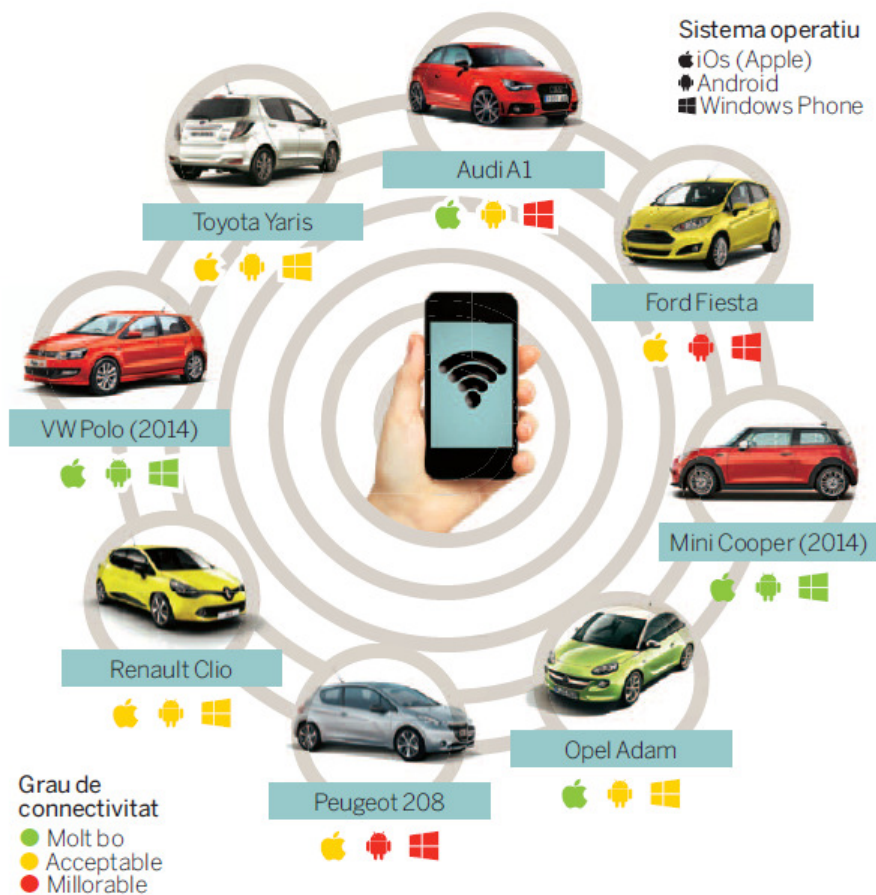 Sistema operatiu
iOs (Apple)
Android
Windows Phone
Audi A1
Toyota Yaris
Ford Fiesta
VW Polo (2014)
Mini Cooper (2014)
Renault Clio
Opel Adam
Peugeot 208
Grau de
connectivitat
Molt bo
Acceptable
Millorable